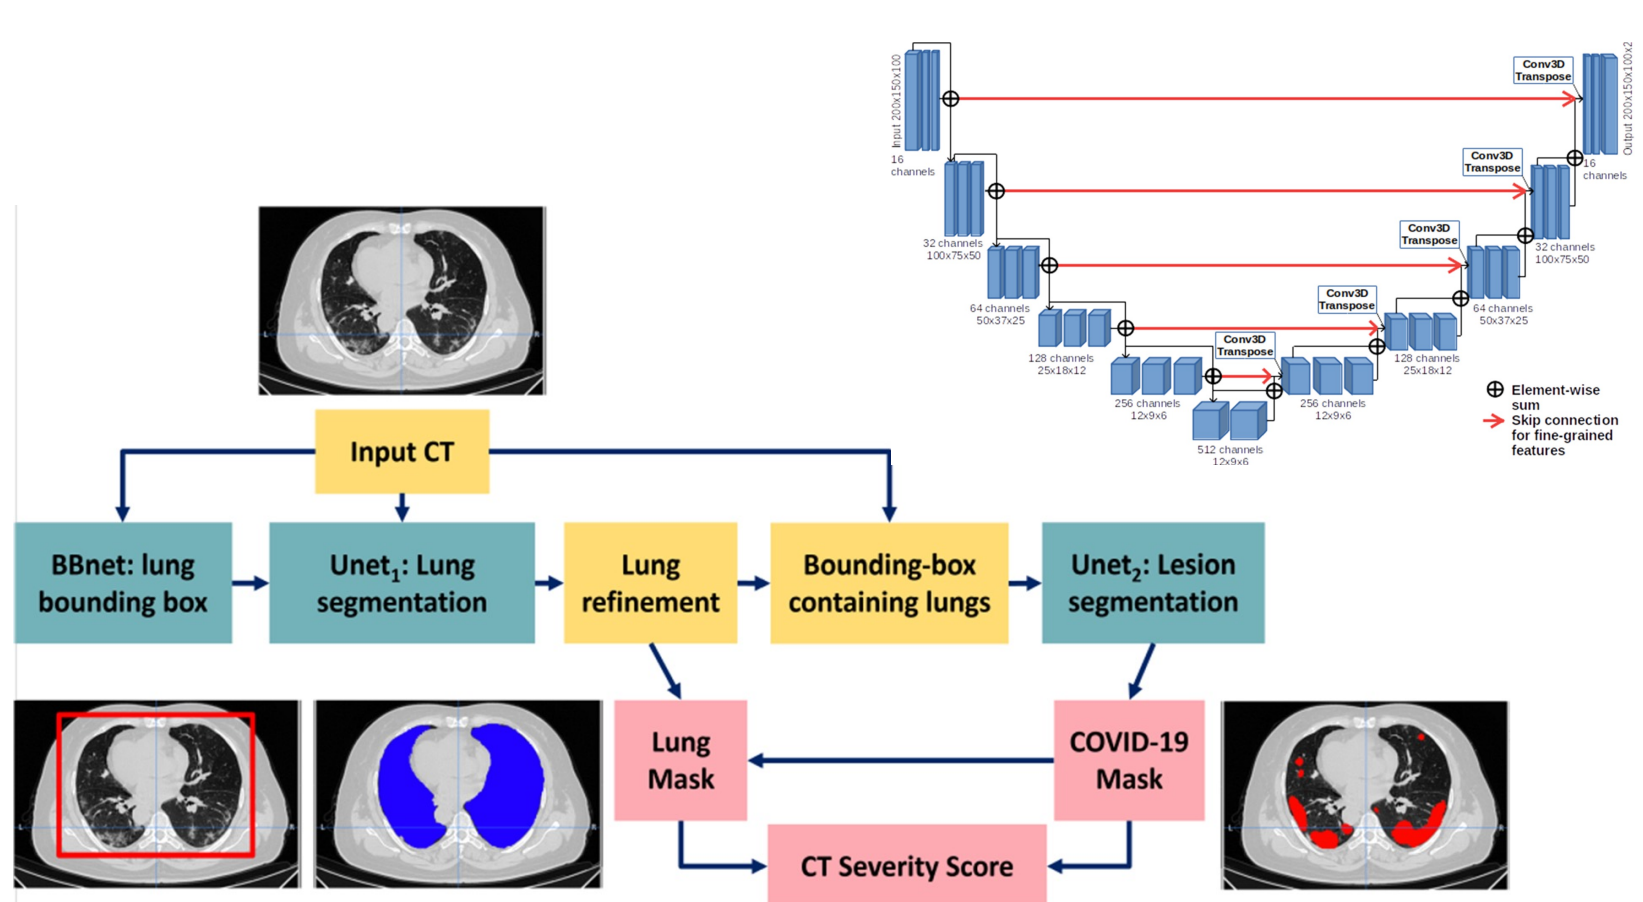 Input 200x150x100
16
channels
32 channels
100x75x50
64 channels
50x37x25
128 channels
25x18x12
256 channels
12x9x6
512 channels
12x9x6
Conv3D
Transpose
256 channels
12x9x6
Conv3D
Transpose
128 channels
25x18x12
Conv3D
Transpose
64 channels
50x37x25
Conv3D
Transpose
32 channels
100x75x50
Conv3D
Transpose
16
channels
Output 200x150x100x2
Element-wise
sum
Skip connection
for fine-grained
features
L
R
Input CT
BBnet: lung
bounding box
Unet1: Lung
segmentation
Lung
refinement
Bounding-box
containing lungs
Unet2: Lesion
segmentation
L
R
L
R
Lung
Mask
COVID-19
Mask
L
R
CT Severity Score